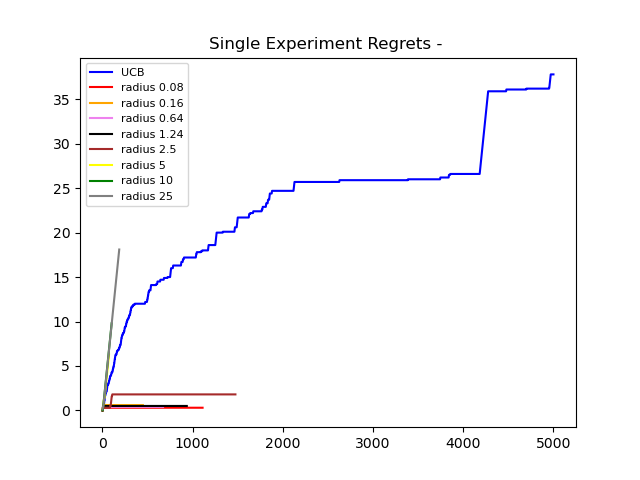 Single Experiment Regrets -
UCB
radius 0.08
radius 0.16
radius 0.64
radius 1.24
radius 2.5
radius 5
radius 10
radius 25
35
30
25
20
15
10
5
0
0 1000 2000 3000 4000 5000